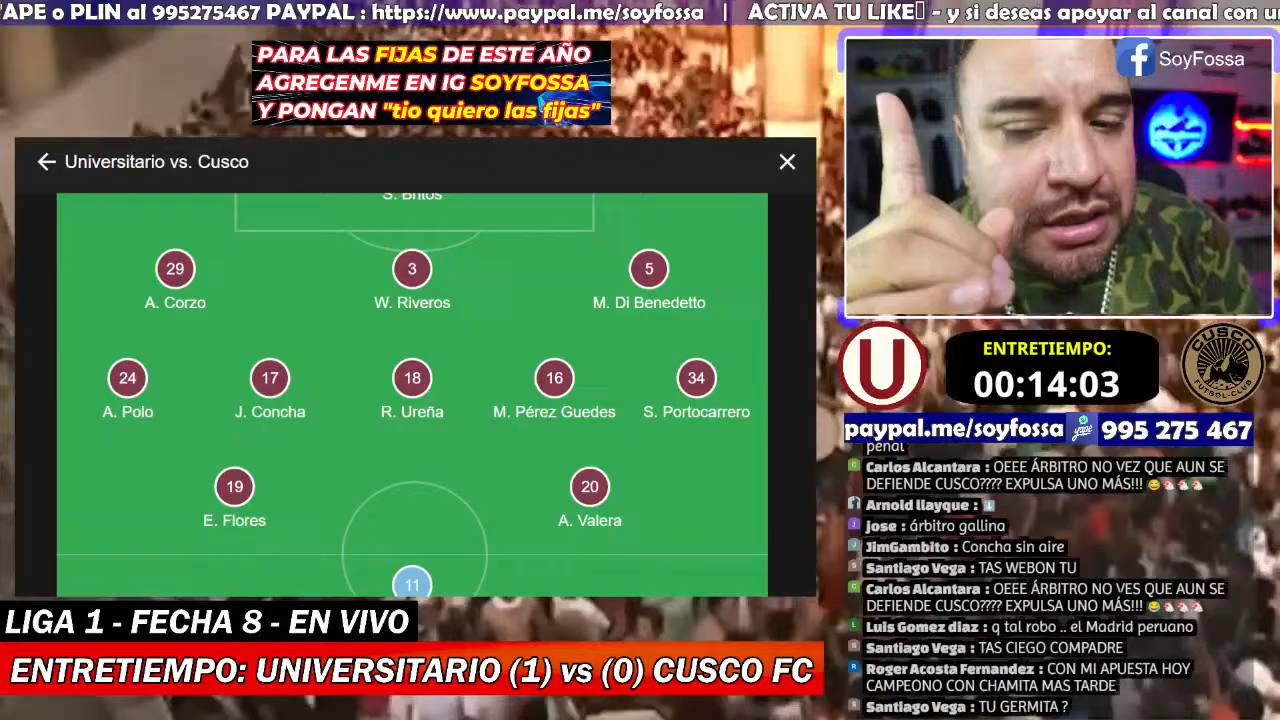 'APE o PLIN al 995275467 PAYPAL : https://www.paypal.me/soyfossa | ACTIVA TU LIKE - y si deseas apoyar al canal con u
PARA LAS FIJAS DE ESTE AÑO
AGREGENME EN IG SOYFOSSA
Y PONGAN "tio quiero las fijas"
SoyFossa
Universitario vs. Cusco
S. Britos
29
3
5
A. Corzo
W. Riveros
M. Di Benedetto
24
17
18
16
34
A. Polo
J. Concha
R. Ureña
M. Pérez Guedes
S. Portocarrero
19
20
E. Flores
A. Valera
11
U
ENTRETIEMPO:
00:14:03
CUSCO
FUTBOL-CLUB
paypal.me/soyfossa yape 995 275 467
penal
Carlos Alcantara : OEEE ÁRBITRO NO VEZ QUE AUN SE
DEFIENDE CUSCO???? EXPULSA UNO MÁS!!! 😂🐔🐔🐔
Arnold llayque : ⬇️
jose : árbitro gallina
JimGambito : Concha sin aire
Santiago Vega : TAS WEBON TU
Carlos Alcantara : OEEE ÁRBITRO NO VES QUE AUN SE
DEFIENDE CUSCO???? EXPULSA UNO MÁS!!! 😂🐔🐔🐔
Luis Gomez diaz : q tal robo .. el Madrid peruano
Santiago Vega : TAS CIEGO COMPADRE
Roger Acosta Fernandez : CON MI APUESTA HOY
CAMPEONO CON CHAMITA MAS TARDE
Santiago Vega : TU GERMITA ?
LIGA 1 - FECHA 8 - EN VIVO
ENTRETIEMPO: UNIVERSITARIO (1) vs (0) CUSCO FC